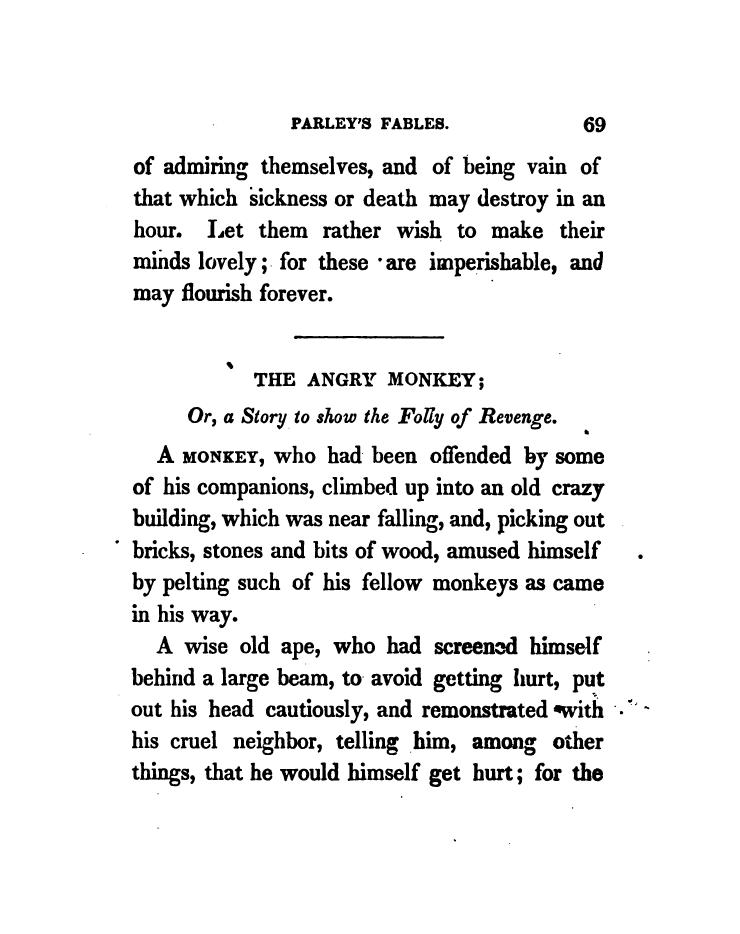 PARLEY'S FABLES. 69
of admiring themselves, and of being vain of
that which sickness or death may destroy in an
hour. Let them rather wish to make their
minds lovely; for these are imperishable, and
may flourish forever.
THE ANGRY MONKEY;
Or, a Story to show the Folly of Revenge.
A MONKEY, who had been offended by some
of his companions, climbed up into an old crazy
building, which was near falling, and, picking out
bricks, stones and bits of wood, amused himself
by pelting such of his fellow monkeys as came
in his way.
A wise old ape, who had screened himself
behind a large beam, to avoid getting hurt, put
out his head cautiously, and remonstrated with
his cruel neighbor, telling him, among other
things, that he would himself get hurt; for the